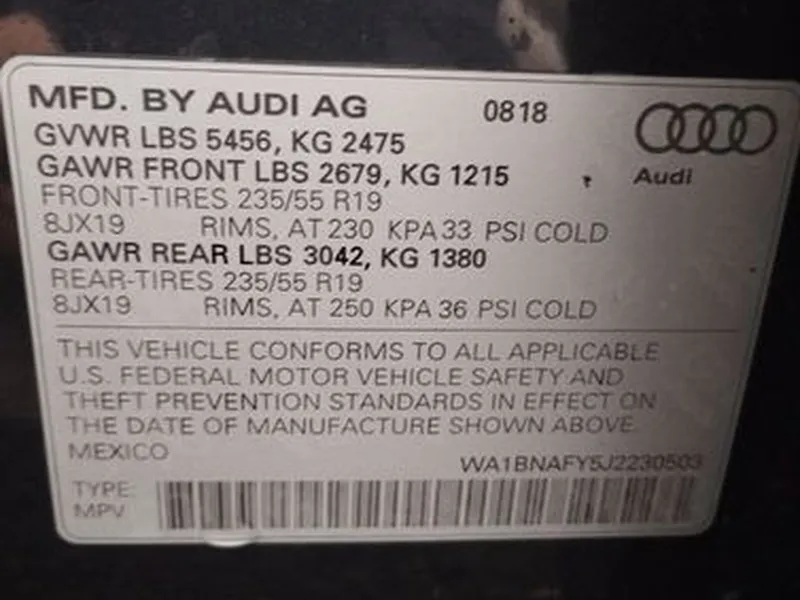 MFD. BY AUDI AG 0818
GVWR LBS 5456, KG 2475
GAWR FRONT LBS 2679, KG 1215
Audi
FRONT-TIRES 235/55 R19
8JX19 RIMS, AT 230 KPA 33 PSI COLD
GAWR REAR LBS 3042, KG 1380
REAR-TIRES 235/55 R19
8JX19 RIMS, AT 250 KPA 36 PSI COLD
THIS VEHICLE CONFORMS TO ALL APPLICABLE
U.S. FEDERAL MOTOR VEHICLE SAFETY AND
THEFT PREVENTION STANDARDS IN EFFECT ON
THE DATE OF MANUFACTURE SHOWN ABOVE.
MEXICO
WA1BNAFY5J2230503
TYPE:
MPV